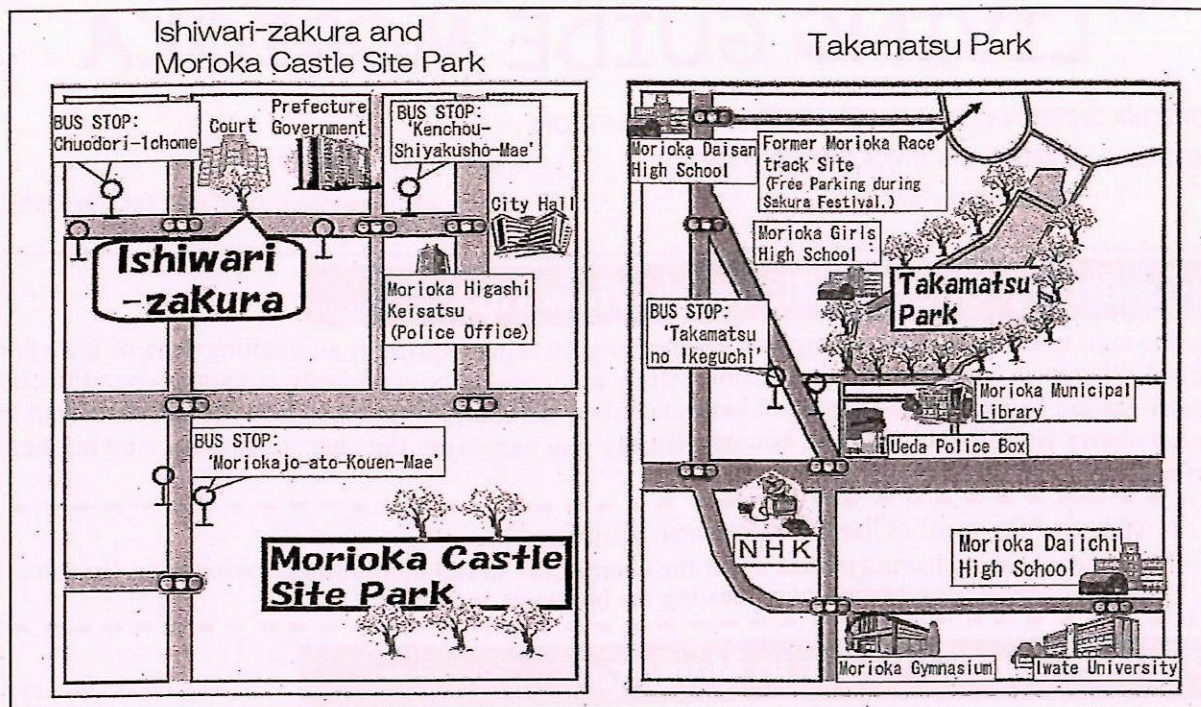 Ishiwari-zakura and
Morioka Castle Site Park
BUS STOP:
Chuodori-1chome
Court
Prefecture
Government
BUS STOP:
'Kenchou-
Shiyakusho-Mae'
City Hall
Ishiwari
-zakura
Morioka Higashi
Keisatsu
(Police Office)
BUS STOP:
'Moriokajo-ato-Kouen-Mae'
Morioka Castle
Site Park
Takamatsu Park
Morioka Daisan
High School
Former Morioka Race
track Site
(Free Parking during
Sakura Festival.)
Morioka Girls
High School
Takamatsu
Park
BUS STOP:
'Takamatsu
no Ikeguchi'
Morioka Municipal
Library
Ueda Police Box
NHK
Morioka Daiichi
High School
Morioka Gymnasium
Iwate University